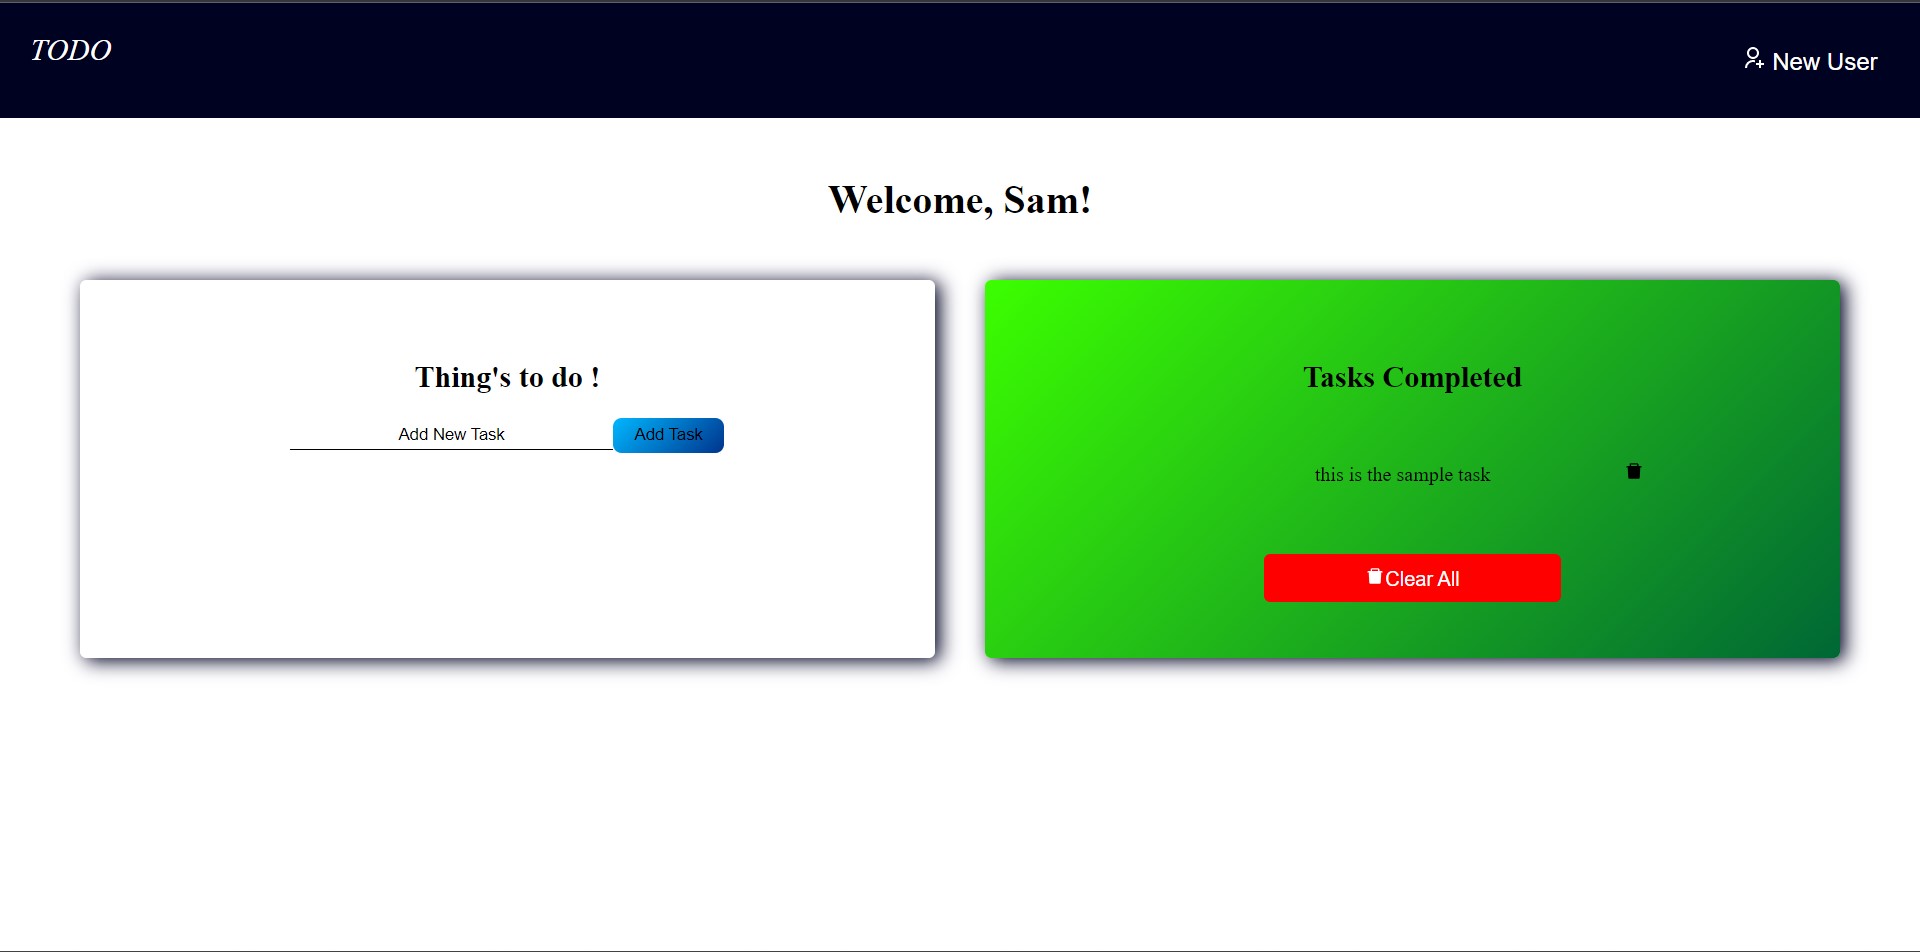 TODO
New User
Welcome, Sam!
Thing's to do !
Add New Task
Add Task
Tasks Completed
this is the sample task
Clear All